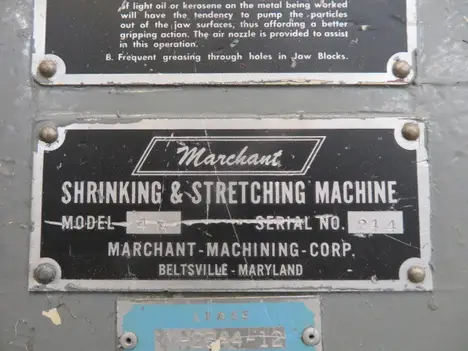 of light oil or kerosene on the metal being worked
will have the tendency to pump the particles
out of the jaw surfaces, thus affording a better
gripping action. The air nozzle is provided to assist
in this operation.
8. Frequent greasing through holes in Jaw Blocks.
Marchant
SHRINKING & STRETCHING MACHINE
MODEL SERIAL NO. 914
MARCHANT-MACHINING-CORP.
BELTSVILLE-MARYLAND